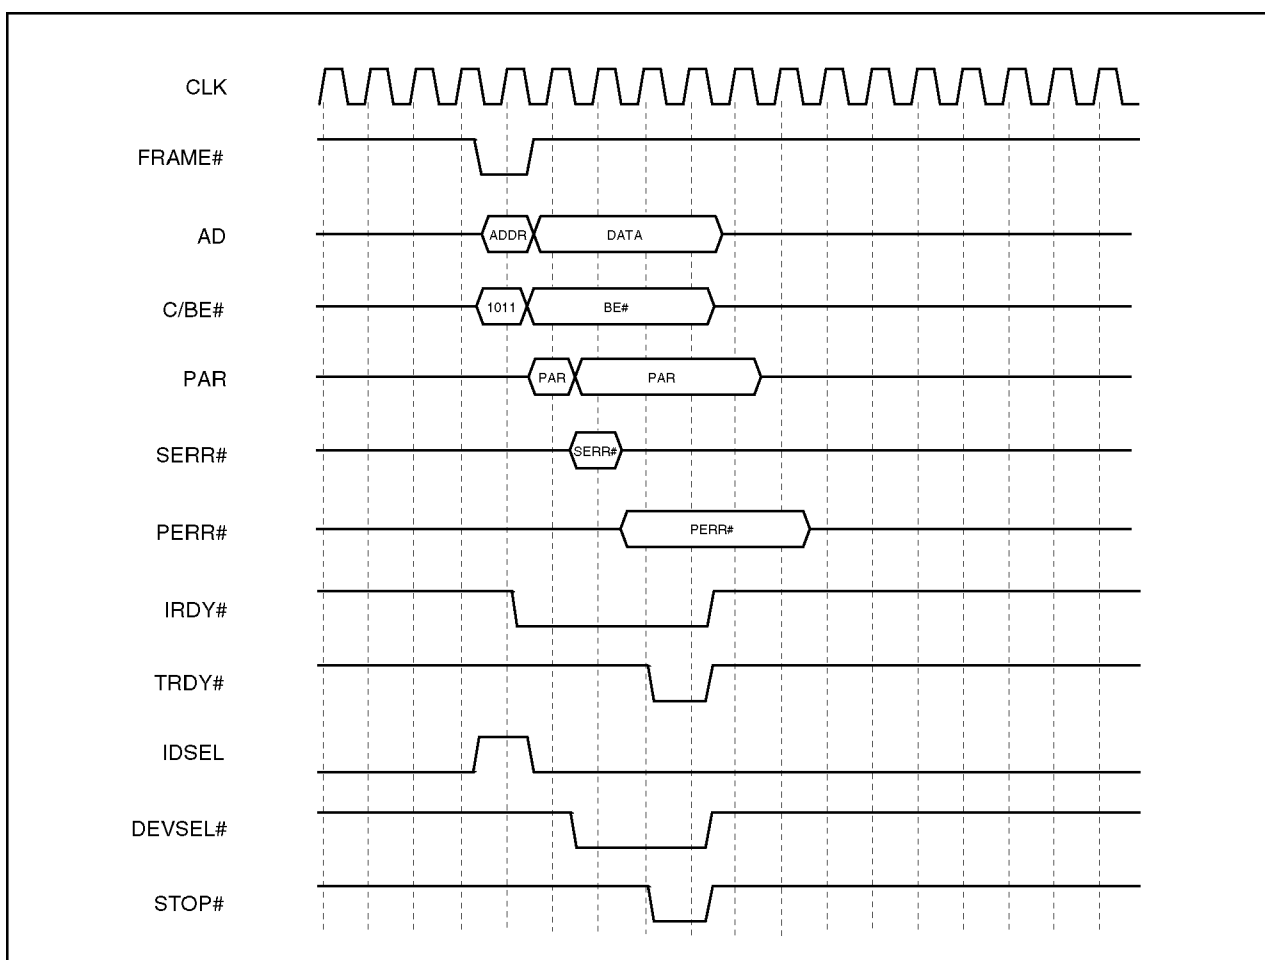 CLK
FRAME#
AD
ADDR
DATA
C/BE#
1011
BE#
PAR
PAR
PAR
SERR#
SERR#
PERR#
PERR#
IRDY#
TRDY#
IDSEL
DEVSEL#
STOP#